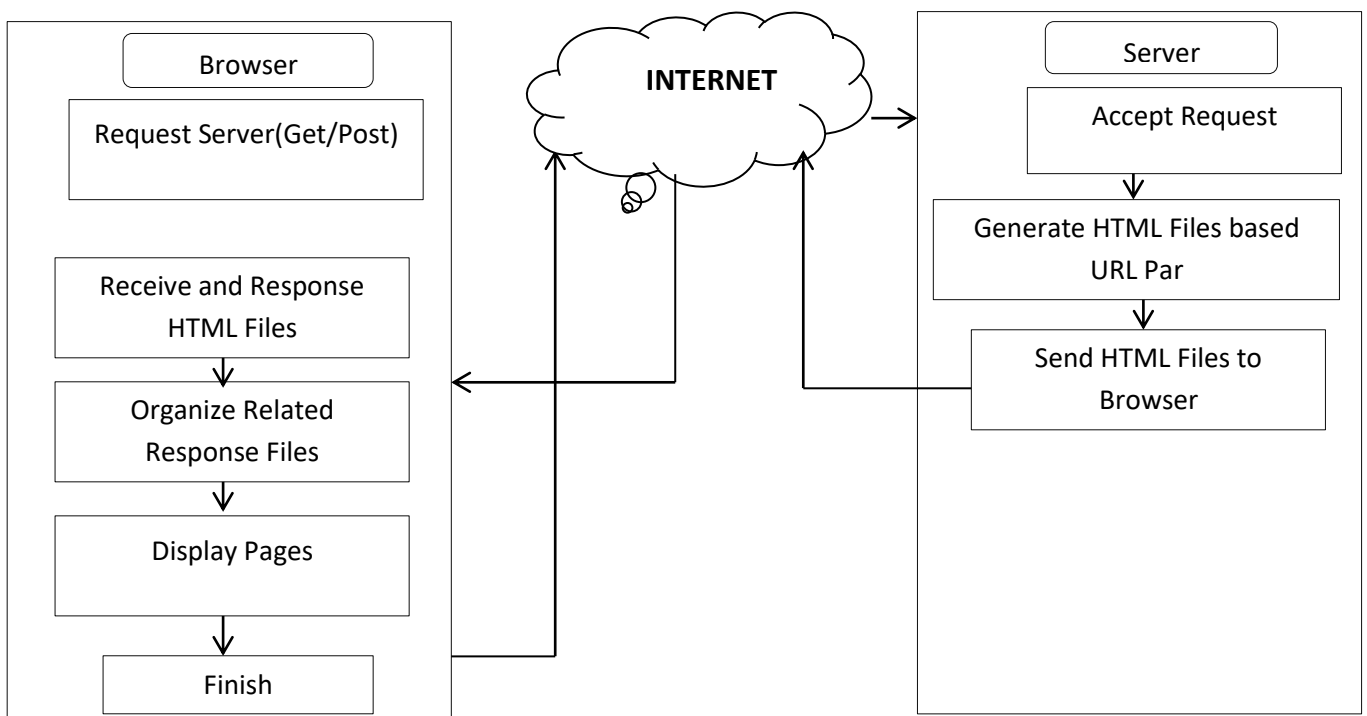 Browser
Request Server(Get/Post)
Receive and Response
HTML Files
Organize Related
Response Files
Display Pages
Finish
INTERNET
Server
Accept Request
Generate HTML Files based
URL Par
Send HTML Files to
Browser